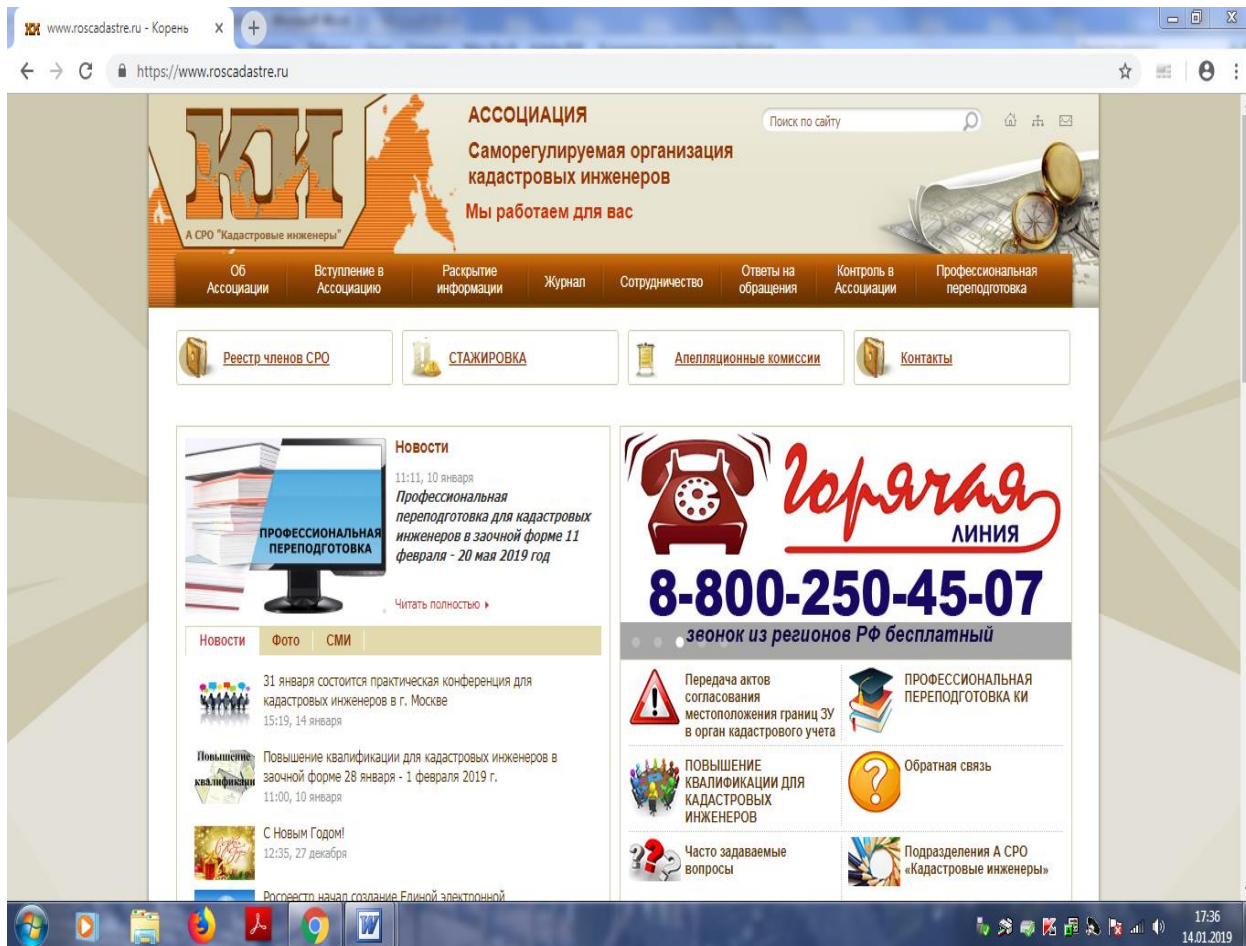 www.roscadastre.ru - Корень
https://www.roscadastre.ru
КИ
А СРО "Кадастровые инженеры"
АССОЦИАЦИЯ
Саморегулируемая организация
кадастровых инженеров
Мы работаем для вас
Поиск по сайту
Об
Ассоциации
Вступление в
Ассоциацию
Раскрытие
информации
Журнал
Сотрудничество
Ответы на
обращения
Контроль в
Ассоциации
Профессиональная
переподготовка
Реестр членов СРО
СТАЖИРОВКА
Апелляционные комиссии
Контакты
ПРОФЕССИОНАЛЬНАЯ
ПЕРЕПОДГОТОВКА
Новости
11:11, 10 января
Профессиональная
переподготовка для кадастровых
инженеров в заочной форме 11
февраля - 20 мая 2019 год
Читать полностью
Новости
Фото
СМИ
31 января состоится практическая конференция для
кадастровых инженеров в г. Москве
15:19, 14 января
Повышение
квалификации
Повышение квалификации для кадастровых инженеров в
заочной форме 28 января - 1 февраля 2019 г.
11:00, 10 января
С Новым Годом!
12:35, 27 декабря
Росреестр начал создание Единой электронной
Горячая
ЛИНИЯ
8-800-250-45-07
звонок из регионов РФ бесплатный
Передача актов
согласования
местоположения границ ЗУ
в орган кадастрового учета
ПРОФЕССИОНАЛЬНАЯ
ПЕРЕПОДГОТОВКА КИ
ПОВЫШЕНИЕ
КВАЛИФИКАЦИИ ДЛЯ
КАДАСТРОВЫХ
ИНЖЕНЕРОВ
Обратная связь
Часто задаваемые
вопросы
Подразделения А СРО
«Кадастровые инженеры»
17:36
14.01.2019